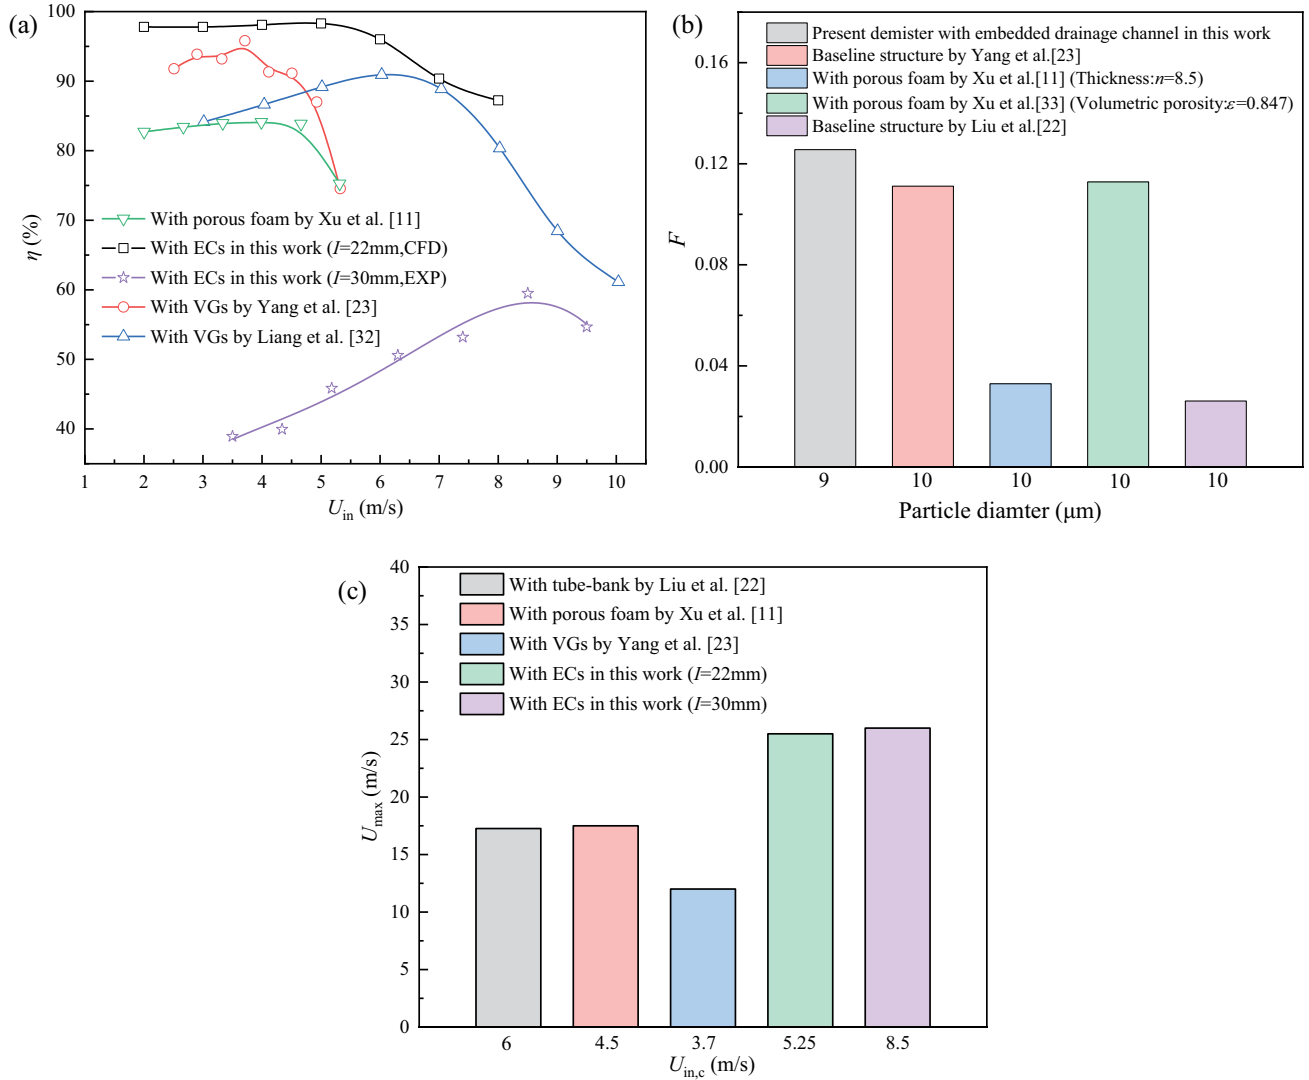 (a)
100
90
80
70
60
50
40
η (%)
With porous foam by Xu et al. [11]
With ECs in this work (I=22mm,CFD)
With ECs in this work (I=30mm,EXP)
With VGs by Yang et al. [23]
With VGs by Liang et al. [32]
1 2 3 4 5 6 7 8 9 10
Uin (m/s)
(b)
0.16
0.12
0.08
0.04
0.00
F
Present demister with embedded drainage channel in this work
Baseline structure by Yang et al.[23]
With porous foam by Xu et al.[11] (Thickness:n=8.5)
With porous foam by Xu et al.[33] (Volumetric porosity:ε=0.847)
Baseline structure by Liu et al.[22]
9 10 10 10 10
Particle diamter (μm)
(c)
40
35
30
25
20
15
10
5
0
Umax (m/s)
With tube-bank by Liu et al. [22]
With porous foam by Xu et al. [11]
With VGs by Yang et al. [23]
With ECs in this work (I=22mm)
With ECs in this work (I=30mm)
6 4.5 3.7 5.25 8.5
Uin,c (m/s)